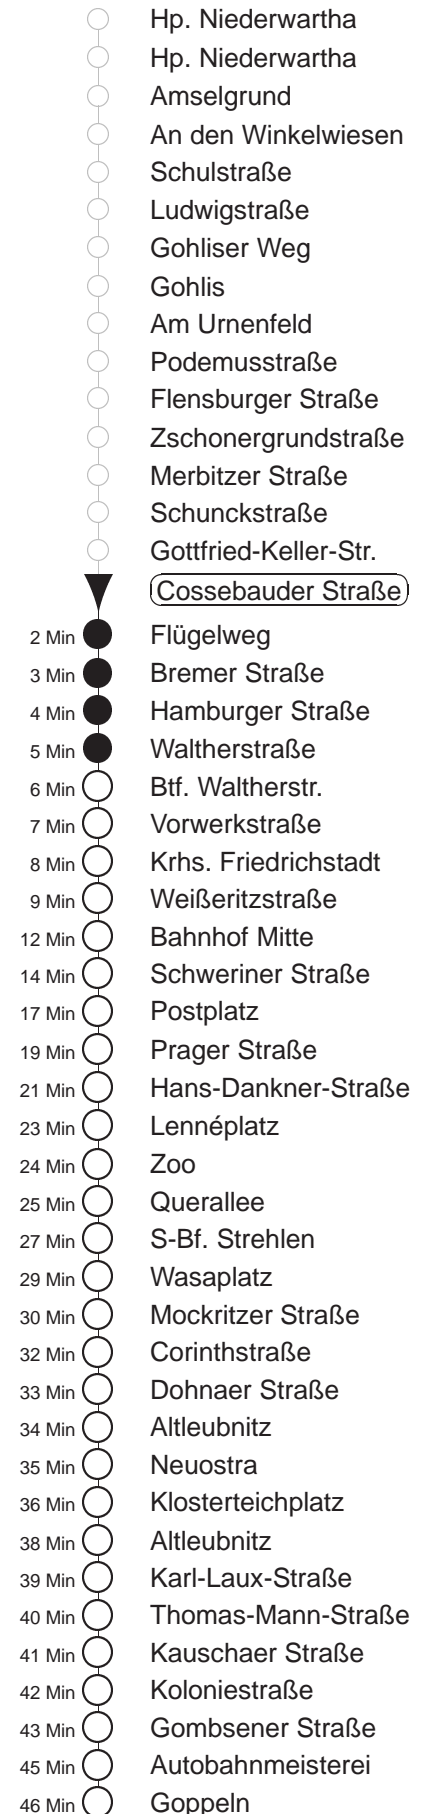 Hp. Niederwartha
Hp. Niederwartha
Amselgrund
An den Winkelwiesen
Schulstraße
Ludwigstraße
Gohliser Weg
Gohlis
Am Urnenfeld
Podemusstraße
Flensburger Straße
Zschonergrundstraße
Merbitzer Straße
Schunckstraße
Gottfried-Keller-Str.
Cossebauder Straße
2 Min Flügelweg
3 Min Bremer Straße
4 Min Hamburger Straße
5 Min Waltherstraße
6 Min Btf. Waltherstr.
7 Min Vorwerkstraße
8 Min Krhs. Friedrichstadt
9 Min Weißeritzstraße
12 Min Bahnhof Mitte
14 Min Schweriner Straße
17 Min Postplatz
19 Min Prager Straße
21 Min Hans-Dankner-Straße
23 Min Lennéplatz
24 Min Zoo
25 Min Querallee
27 Min S-Bf. Strehlen
29 Min Wasaplatz
30 Min Mockritzer Straße
32 Min Corinthstraße
33 Min Dohnaer Straße
34 Min Altleubnitz
35 Min Neuostra
36 Min Klosterteichplatz
38 Min Altleubnitz
39 Min Karl-Laux-Straße
40 Min Thomas-Mann-Straße
41 Min Kauschaer Straße
42 Min Koloniestraße
43 Min Gombsener Straße
45 Min Autobahnmeisterei
46 Min Goppeln